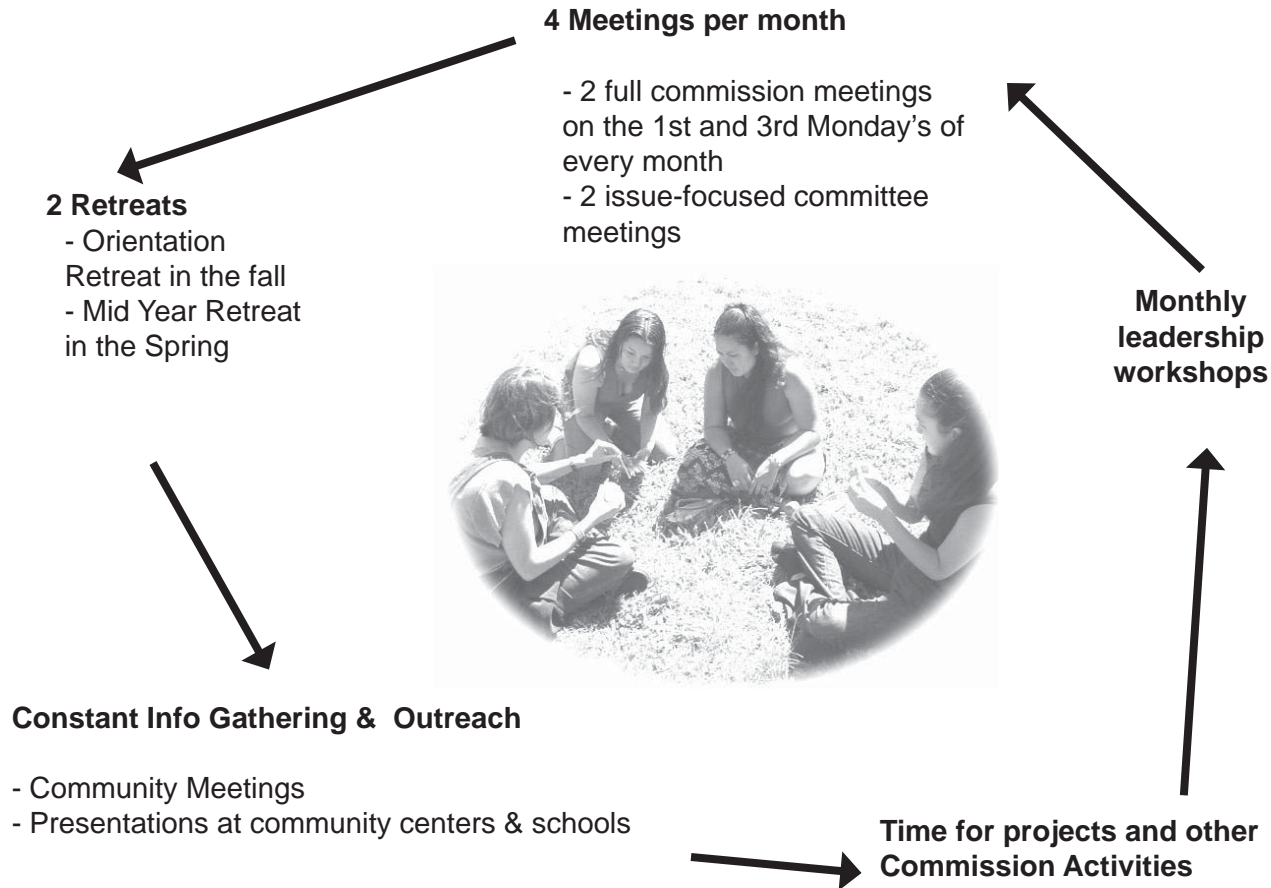 4 Meetings per month
- 2 full commission meetings
on the 1st and 3rd Monday's of
every month
- 2 issue-focused committee
meetings
2 Retreats
- Orientation
Retreat in the fall
- Mid Year Retreat
in the Spring
Monthly
leadership
workshops
Constant Info Gathering &  Outreach
- Community Meetings
- Presentations at community centers & schools
Time for projects and other
Commission Activities